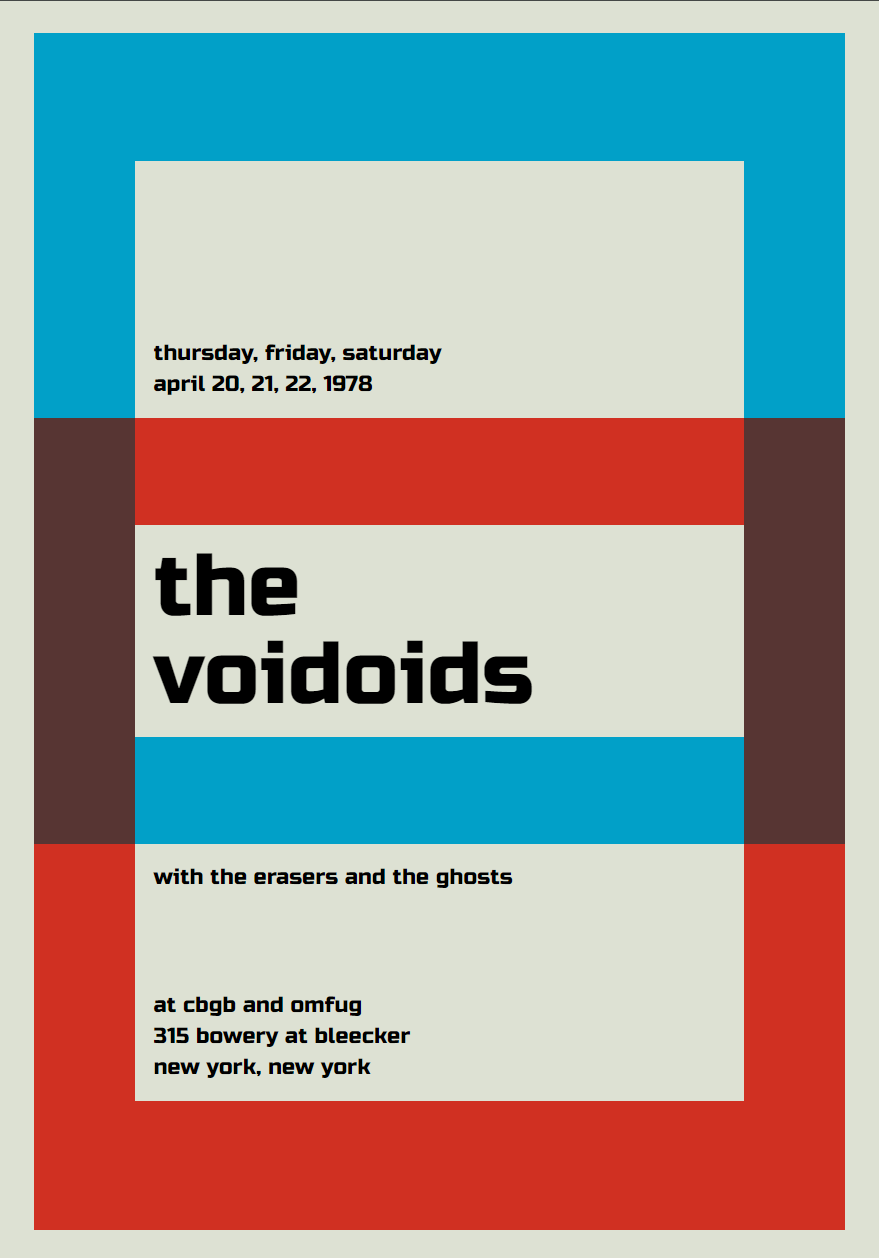 thursday, friday, saturday
april 20, 21, 22, 1978
the
voidoids
with the erasers and the ghosts
at cbgb and omfug
315 bowery at bleecker
new york, new york